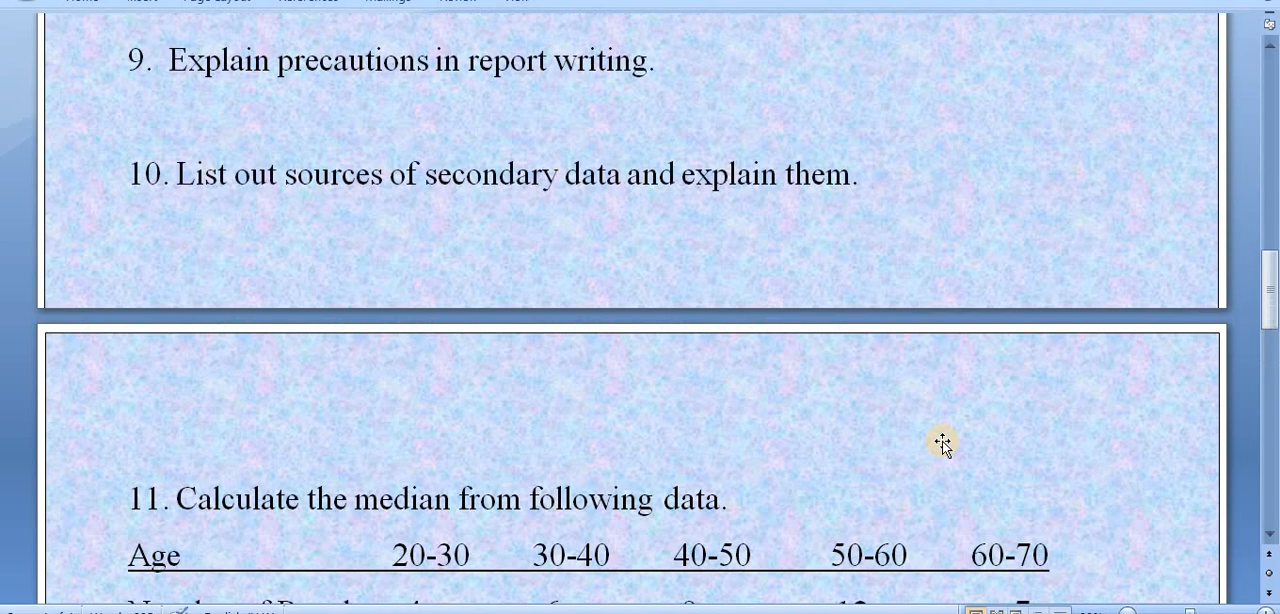 9. Explain precautions in report writing.
10. List out sources of secondary data and explain them.
11. Calculate the median from following data.
Age 20-30 30-40 40-50 50-60 60-70